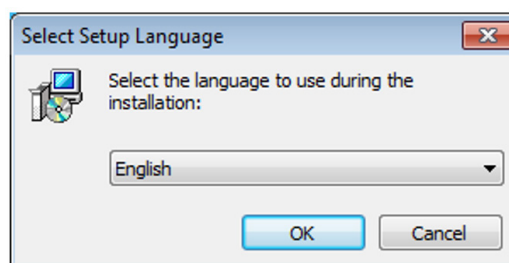 Select Setup Language
Select the language to use during the
installation:
English
OK
Cancel